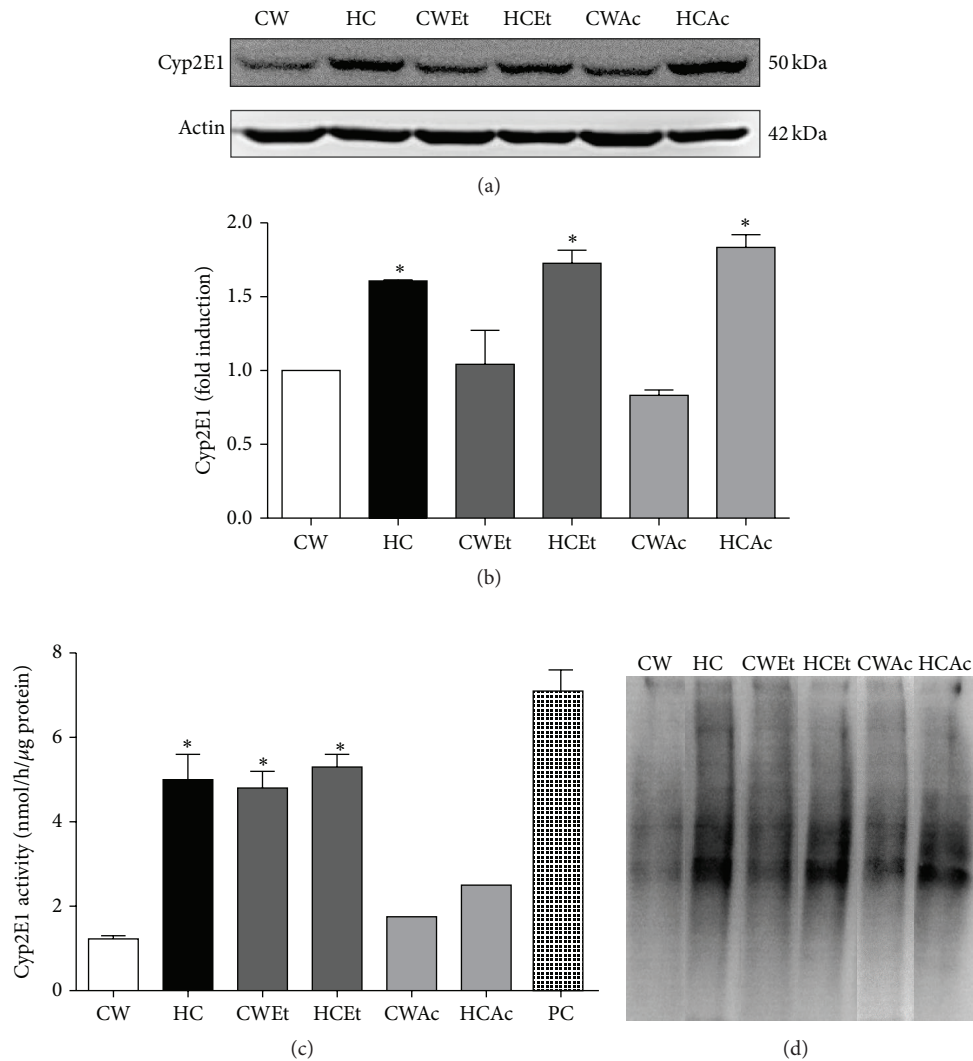 CW HC CWEt HCEt CWAc HCAc
Cyp2E1 50 kDa
Actin 42 kDa
(a)
Cyp2E1 (fold induction)
2.0
1.5
1.0
0.5
0.0
* * *
CW HC CWEt HCEt CWAc HCAc
(b)
Cyp2E1 activity (nmol/h/μg protein)
8
6
4
2
0
* * *
CW HC CWEt HCEt CWAc HCAc PC
(c)
CW HC CWEt HCEt CWAc HCAc
(d)